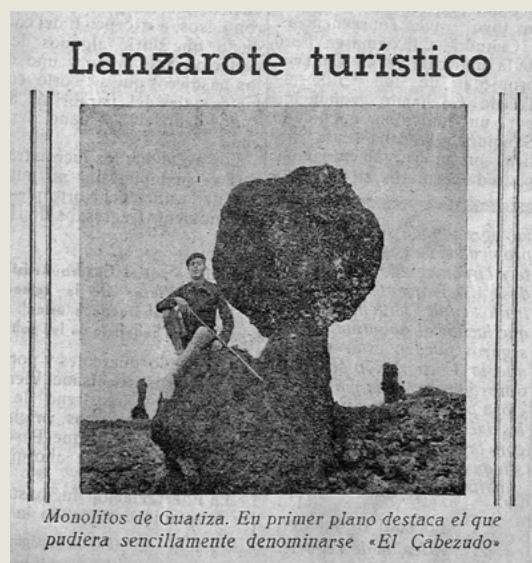 Lanzarote turístico
Monolitos de Guatiza. En primer plano destaca el que
pudiera sencillamente denominarse «El Cabezudo»